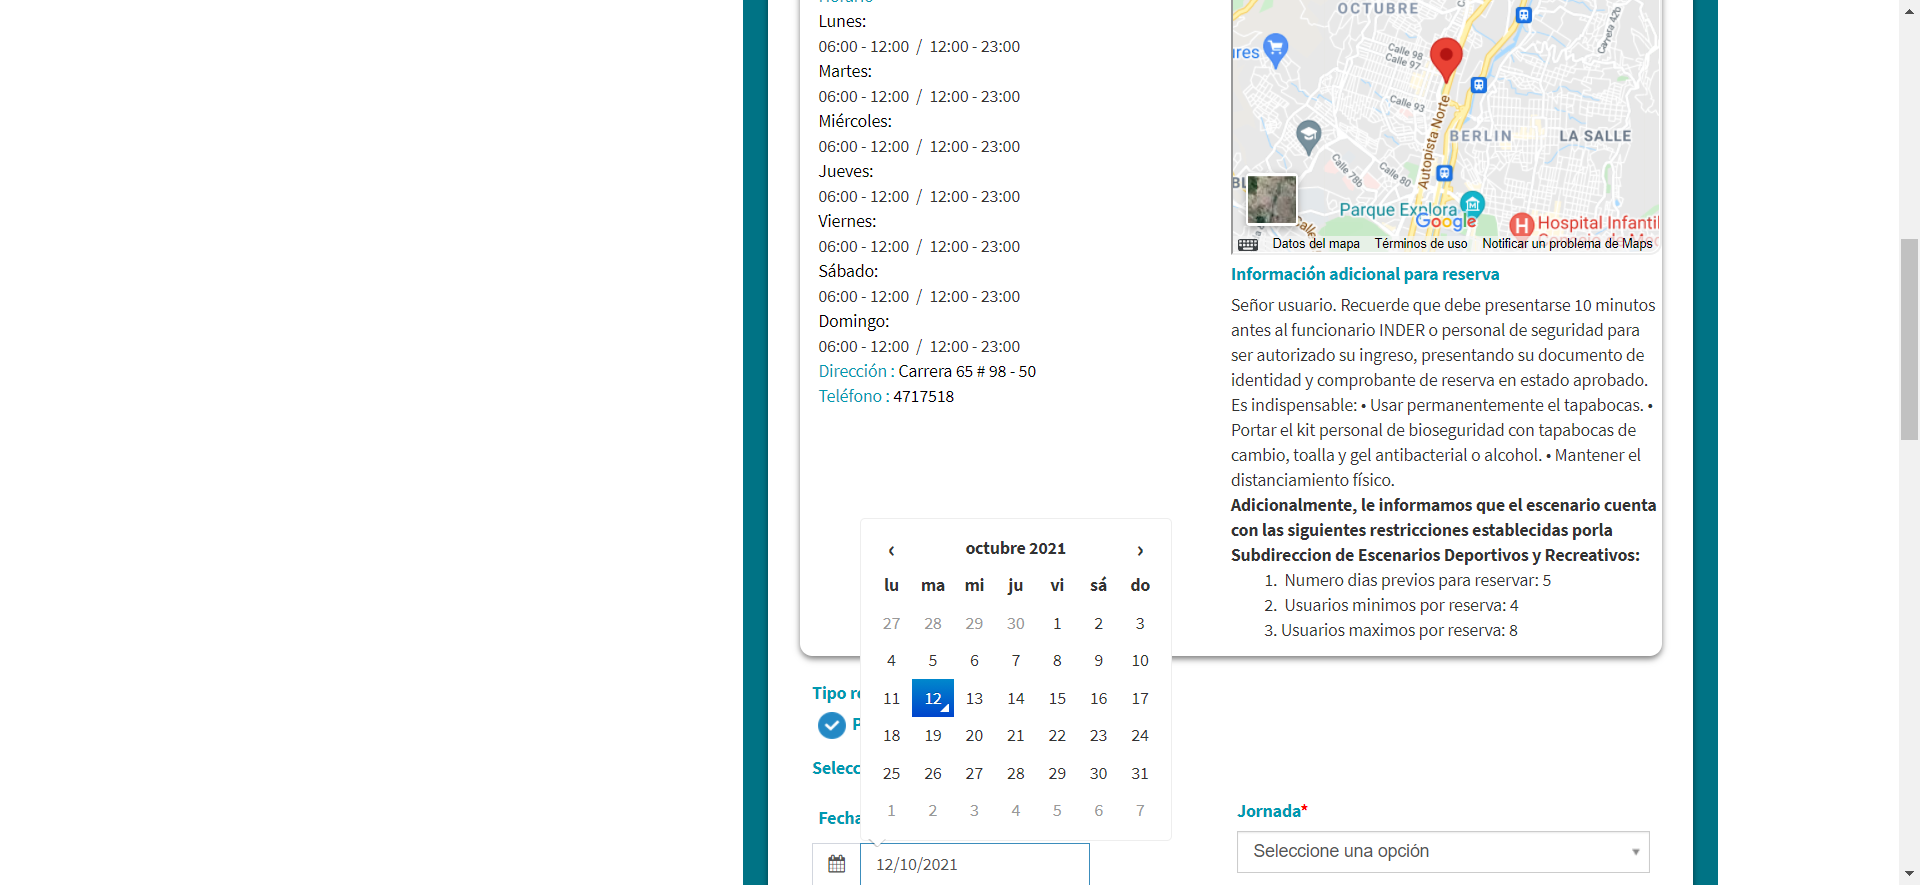 Lunes:
06:00 - 12:00 / 12:00 - 23:00
Martes:
06:00 - 12:00 / 12:00 - 23:00
Miércoles:
06:00 - 12:00 / 12:00 - 23:00
Jueves:
06:00 - 12:00 / 12:00 - 23:00
Viernes:
06:00 - 12:00 / 12:00 - 23:00
Sábado:
06:00 - 12:00 / 12:00 - 23:00
Domingo:
06:00 - 12:00 / 12:00 - 23:00
Dirección : Carrera 65 # 98 - 50
Teléfono : 4717518
OCTUBRE
Carrera 42b
ures
Calle 98
Calle 97
Calle 93
Autopista Norte
BERLIN
LA SALLE
Calle 78b
Calle 80
Parque Explora
Google
Hospital Infantil
Datos del mapa
Términos de uso
Notificar un problema de Maps
Información adicional para reserva
Señor usuario. Recuerde que debe presentarse 10 minutos
antes al funcionario INDER o personal de seguridad para
ser autorizado su ingreso, presentando su documento de
identidad y comprobante de reserva en estado aprobado.
Es indispensable: • Usar permanentemente el tapabocas. •
Portar el kit personal de bioseguridad con tapabocas de
cambio, toalla y gel antibacterial o alcohol. • Mantener el
distanciamiento físico.
Adicionalmente, le informamos que el escenario cuenta
con las siguientes restricciones establecidas porla
Subdireccion de Escenarios Deportivos y Recreativos:
1. Numero dias previos para reservar: 5
2. Usuarios minimos por reserva: 4
3. Usuarios maximos por reserva: 8
‹ octubre 2021 ›
lu ma mi ju vi sá do
27 28 29 30 1 2 3
4 5 6 7 8 9 10
11 12 13 14 15 16 17
18 19 20 21 22 23 24
25 26 27 28 29 30 31
1 2 3 4 5 6 7
Tipo r
P
Selecc
Fecha
12/10/2021
Jornada*
Seleccione una opción